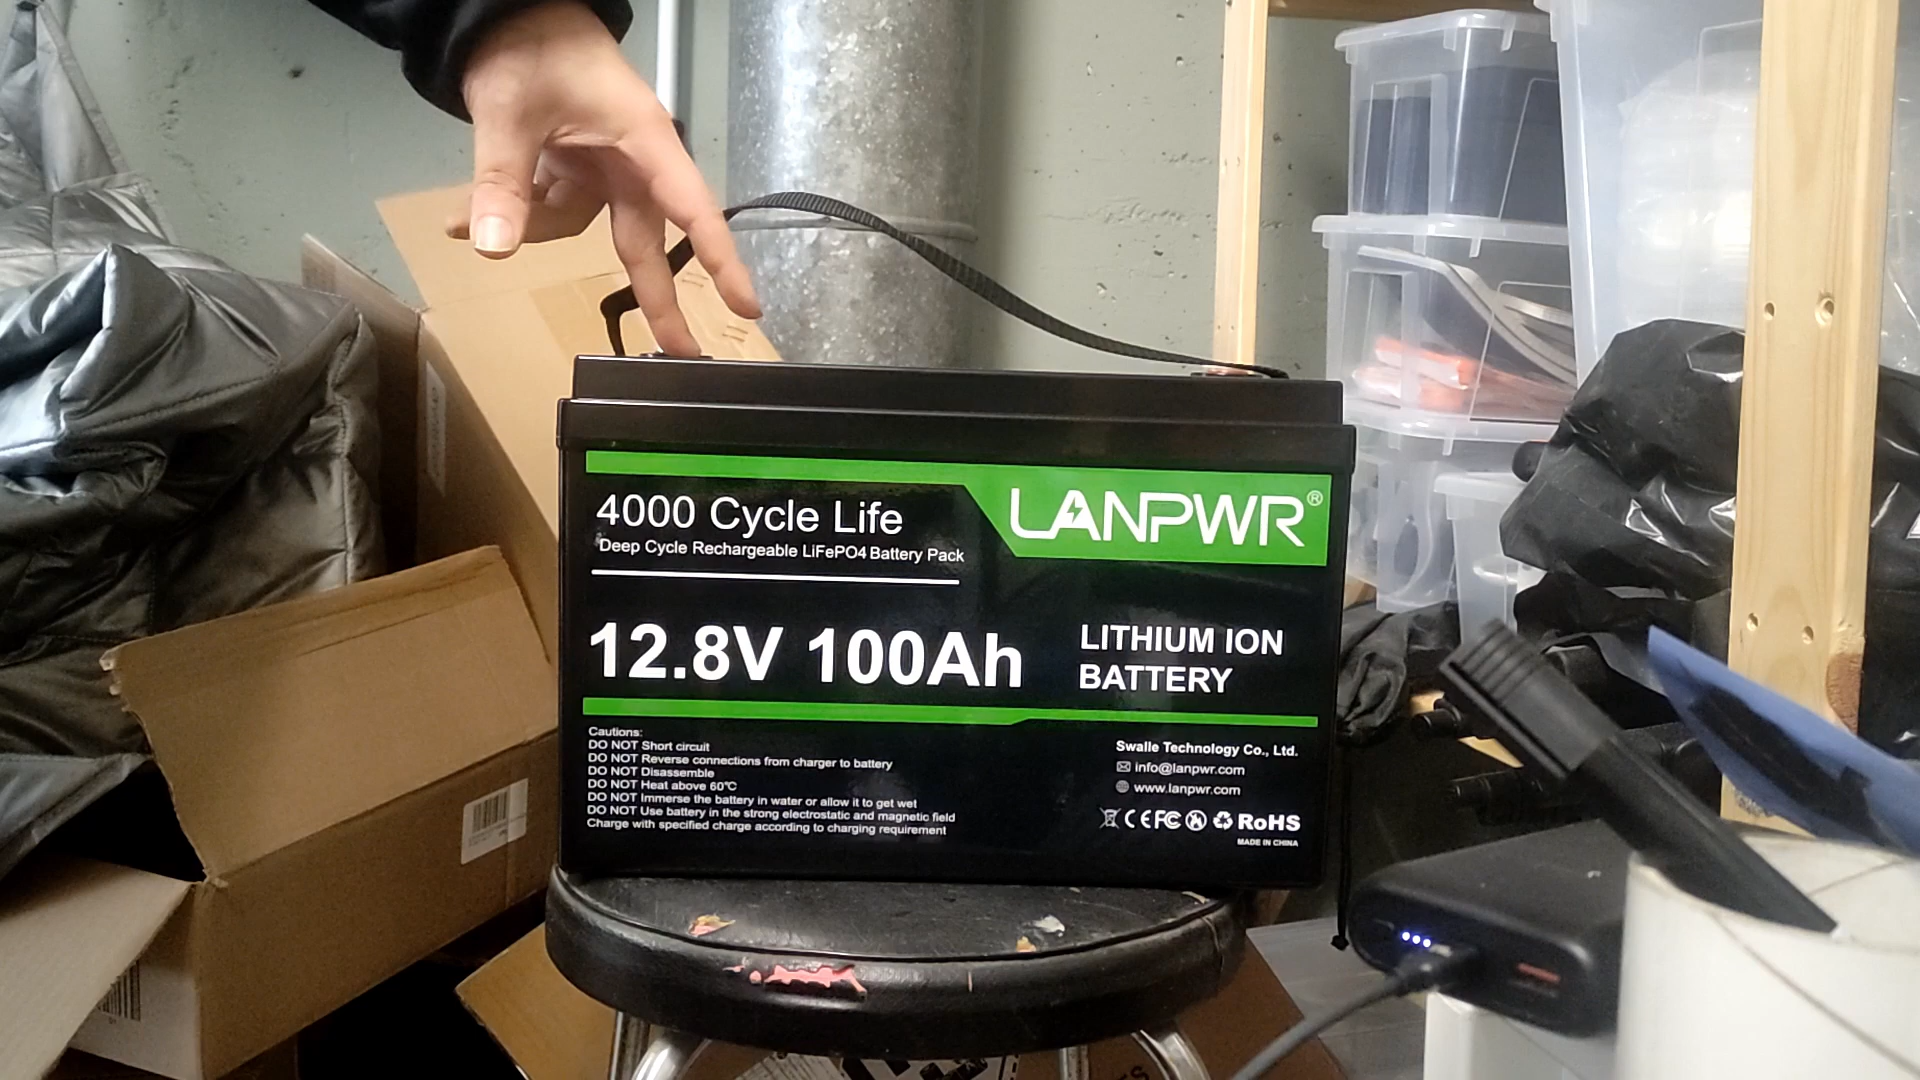 4000 Cycle Life
Deep Cycle Rechargeable LiFePO4 Battery Pack
LANPWR®
12.8V 100Ah
LITHIUM ION
BATTERY
Cautions:
DO NOT Short circuit
DO NOT Reverse connections from charger to battery
DO NOT Disassemble
DO NOT Heat above 60℃
DO NOT Immerse the battery in water or allow it to get wet
DO NOT Use battery in the strong electrostatic and magnetic field
Charge with specified charge according to charging requirement
Swalle Technology Co., Ltd.
info@lanpwr.com
www.lanpwr.com
CE FC RoHS
MADE IN CHINA